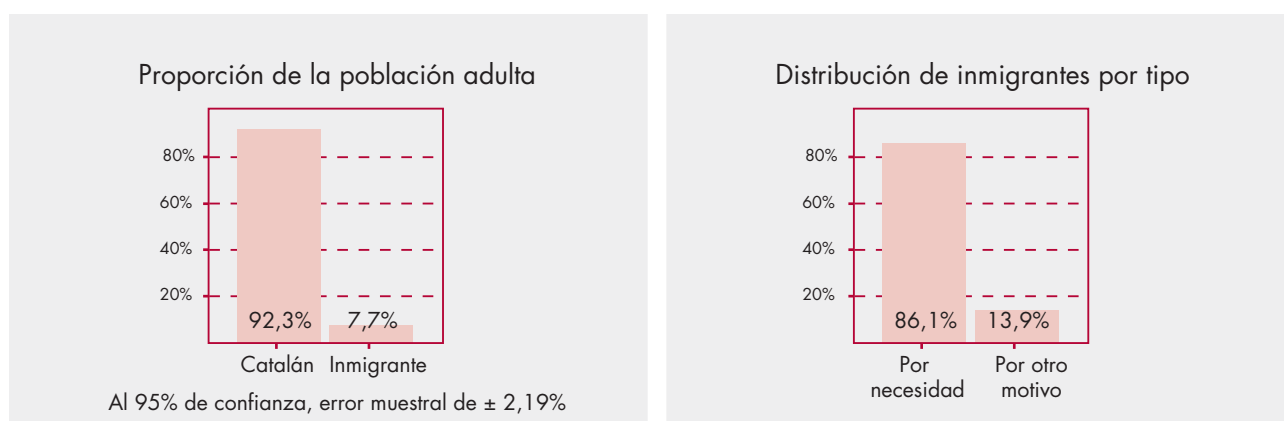 Proporción de la población adulta
80%
60%
40%
20%
92,3%
7,7%
Catalán
Inmigrante
Al 95% de confianza, error muestral de ± 2,19%
Distribución de inmigrantes por tipo
80%
60%
40%
20%
86,1%
13,9%
Por
necesidad
Por otro
motivo